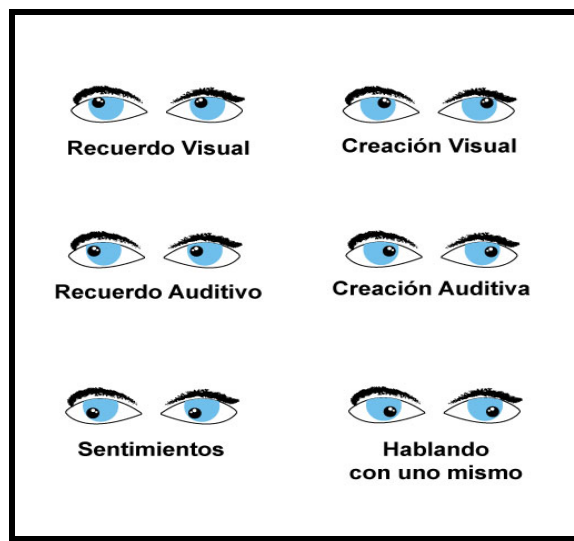 Recuerdo Visual
Creación Visual
Recuerdo Auditivo
Creación Auditiva
Sentimientos
Hablando
con uno mismo